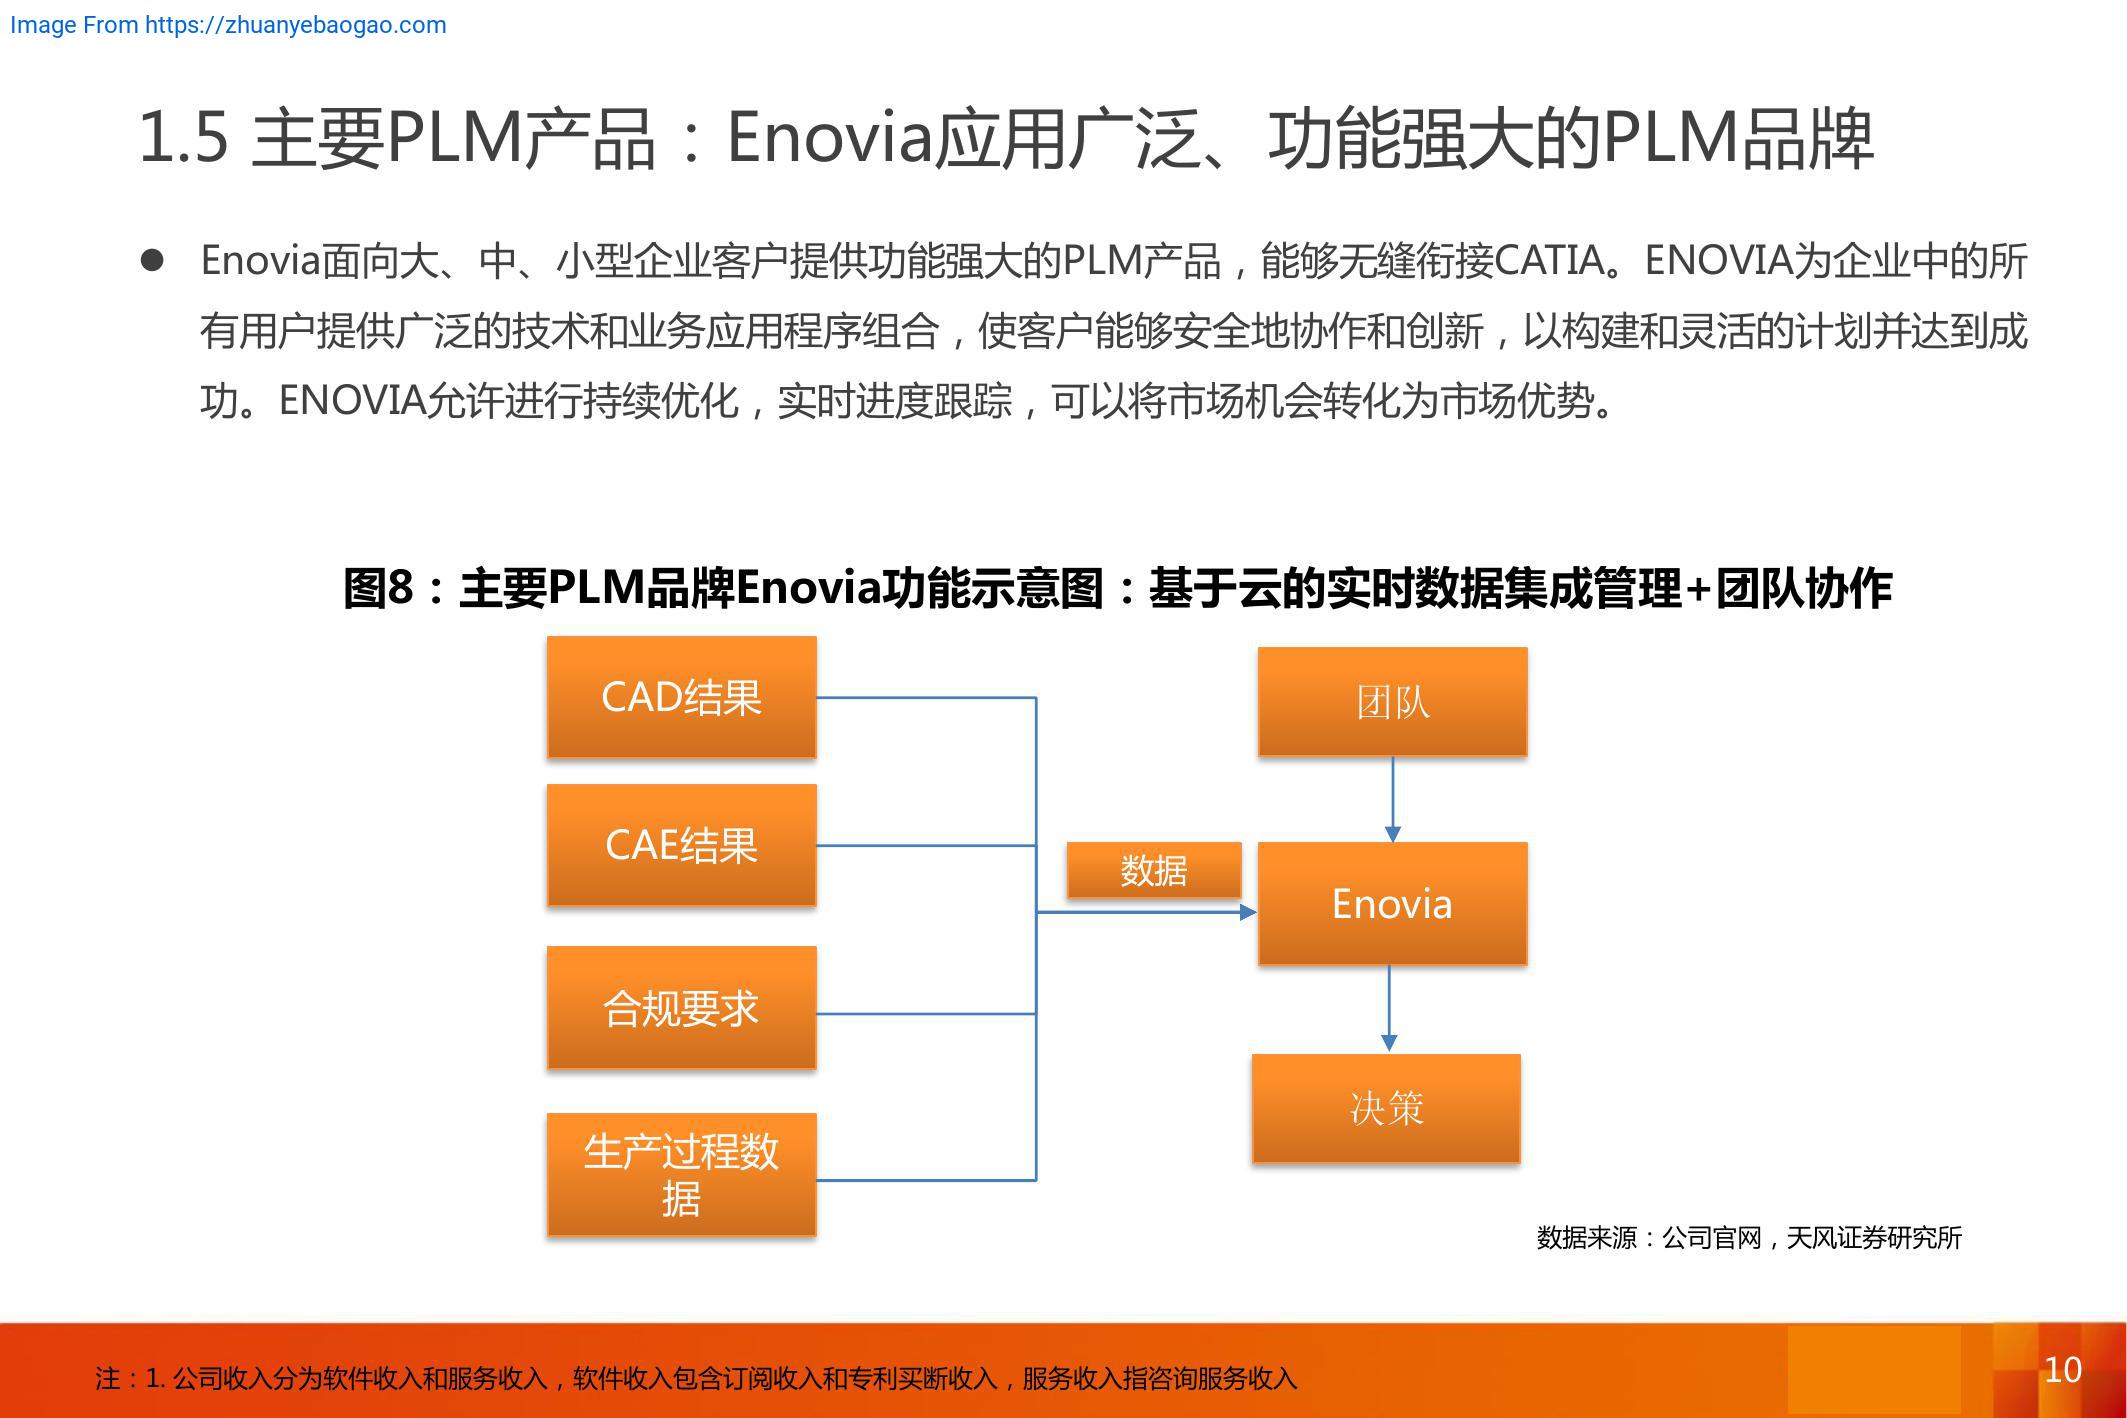 Image From https://zhuanyebaogao.com
1.5 主要PLM产品：Enovia应用广泛、功能强大的PLM品牌
● Enovia面向大、中、小型企业客户提供功能强大的PLM产品，能够无缝衔接CATIA。ENOVIA为企业中的所
有用户提供广泛的技术和业务应用程序组合，使客户能够安全地协作和创新，以构建和灵活的计划并达到成
功。ENOVIA允许进行持续优化，实时进度跟踪，可以将市场机会转化为市场优势。
图8：主要PLM品牌Enovia功能示意图：基于云的实时数据集成管理+团队协作
CAD结果
CAE结果
合规要求
生产过程数
据
数据
团队
Enovia
决策
数据来源：公司官网，天风证券研究所
注：1. 公司收入分为软件收入和服务收入，软件收入包含订阅收入和专利买断收入，服务收入指咨询服务收入
10